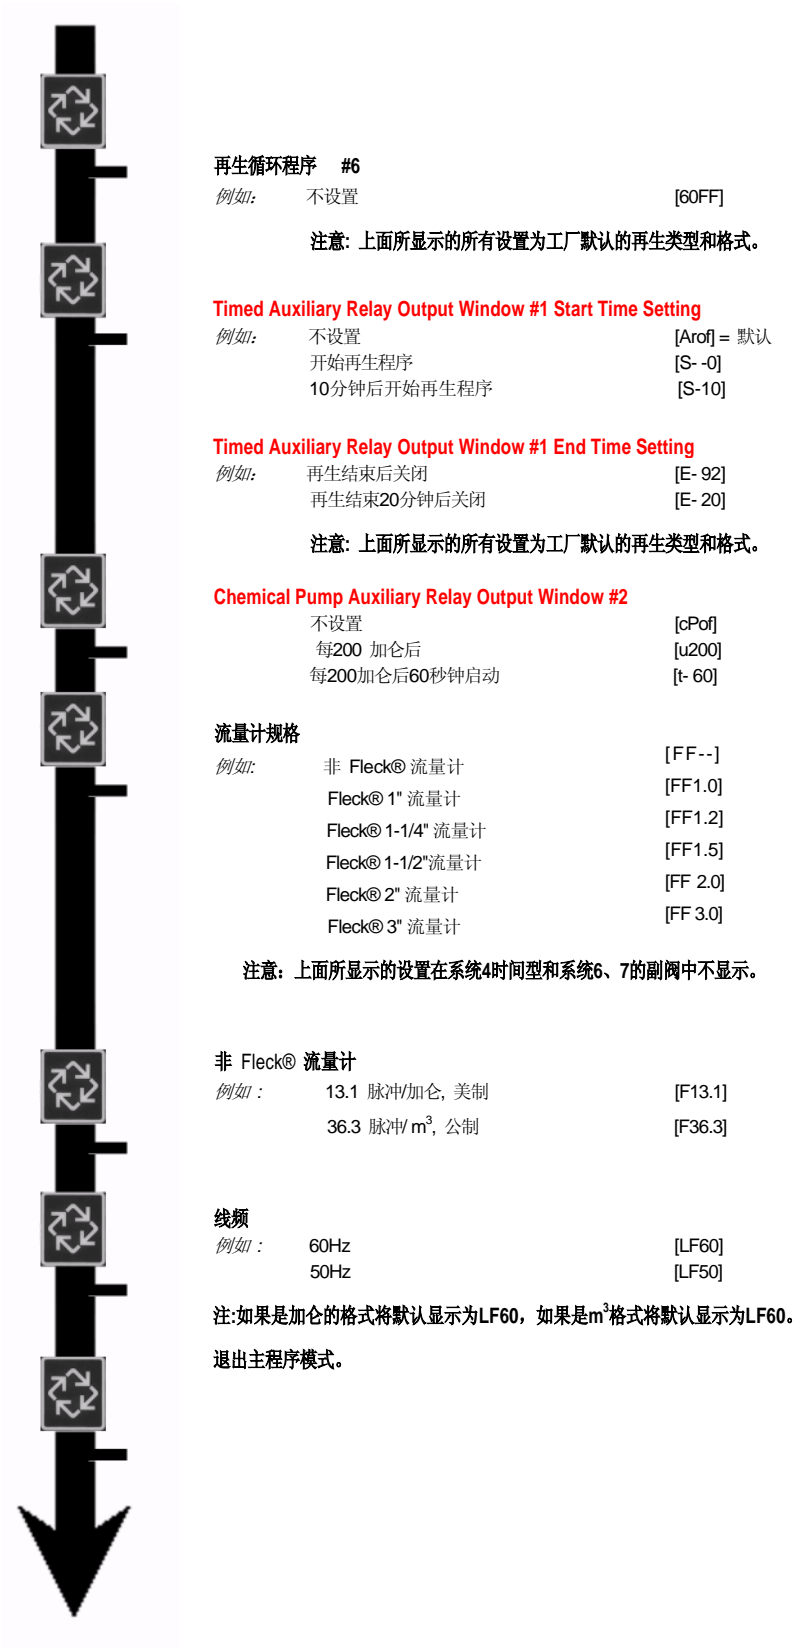 再生循环程序 #6
例如: 不设置 [60FF]
注意: 上面所显示的所有设置为工厂默认的再生类型和格式。
Timed Auxiliary Relay Output Window #1 Start Time Setting
例如: 不设置 [Arof] = 默认
开始再生程序 [S- -0]
10分钟后开始再生程序 [S-10]
Timed Auxiliary Relay Output Window #1 End Time Setting
例如: 再生结束后关闭 [E- 92]
再生结束20分钟后关闭 [E- 20]
注意: 上面所显示的所有设置为工厂默认的再生类型和格式。
Chemical Pump Auxiliary Relay Output Window #2
不设置 [cPof]
每200 加仑后 [u200]
每200加仑后60秒钟启动 [t- 60]
流量计规格
例如: 非 Fleck® 流量计 [FF--]
Fleck® 1" 流量计 [FF1.0]
Fleck® 1-1/4" 流量计 [FF1.2]
Fleck® 1-1/2"流量计 [FF1.5]
Fleck® 2" 流量计 [FF 2.0]
Fleck® 3" 流量计 [FF 3.0]
注意：上面所显示的设置在系统4时间型和系统6、7的副阀中不显示。
非 Fleck® 流量计
例如： 13.1 脉冲/加仑, 美制 [F13.1]
36.3 脉冲/ m³, 公制 [F36.3]
线频
例如： 60Hz [LF60]
50Hz [LF50]
注:如果是加仑的格式将默认显示为LF60，如果是m³格式将默认显示为LF60。
退出主程序模式。